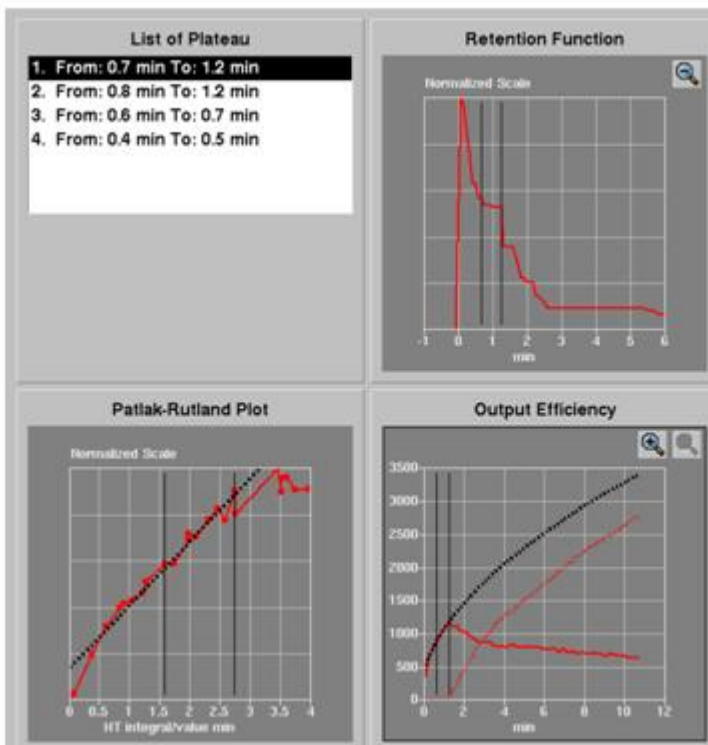 List of Plateau
1. From: 0.7 min To: 1.2 min
2. From: 0.8 min To: 1.2 min
3. From: 0.6 min To: 0.7 min
4. From: 0.4 min To: 0.5 min
Retention Function
Normalized Scale
-1 0 1 2 3 4 5 6
min
Patlak-Rutland Plot
Normalized Scale
0 0.5 1 1.5 2 2.5 3 3.5 4
HT integral/value min
Output Efficiency
3500
3000
2500
2000
1500
1000
500
0
0 2 4 6 8 10 12
min